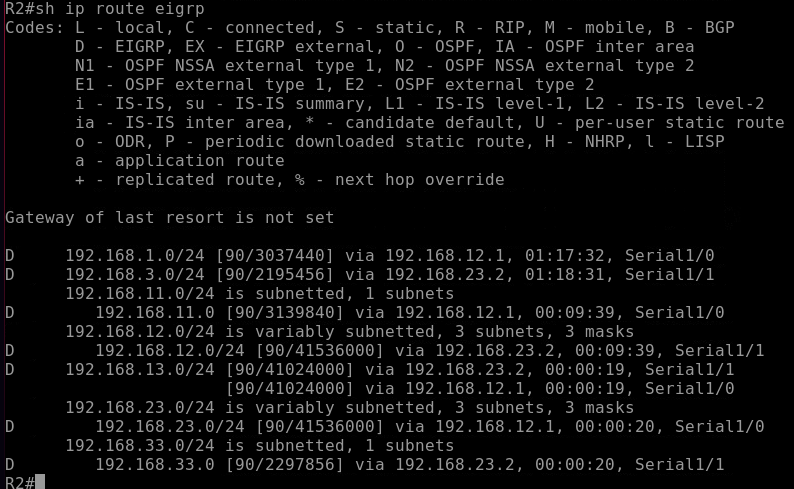 R2#sh ip route eigrp
Codes: L - local, C - connected, S - static, R - RIP, M - mobile, B - BGP
       D - EIGRP, EX - EIGRP external, O - OSPF, IA - OSPF inter area
       N1 - OSPF NSSA external type 1, N2 - OSPF NSSA external type 2
       E1 - OSPF external type 1, E2 - OSPF external type 2
       i - IS-IS, su - IS-IS summary, L1 - IS-IS level-1, L2 - IS-IS level-2
       ia - IS-IS inter area, * - candidate default, U - per-user static route
       o - ODR, P - periodic downloaded static route, H - NHRP, l - LISP
       a - application route
       + - replicated route, % - next hop override

Gateway of last resort is not set

D     192.168.1.0/24 [90/3037440] via 192.168.12.1, 01:17:32, Serial1/0
D     192.168.3.0/24 [90/2195456] via 192.168.23.2, 01:18:31, Serial1/1
      192.168.11.0/24 is subnetted, 1 subnets
D        192.168.11.0 [90/3139840] via 192.168.12.1, 00:09:39, Serial1/0
      192.168.12.0/24 is variably subnetted, 3 subnets, 3 masks
D        192.168.12.0/24 [90/41536000] via 192.168.23.2, 00:09:39, Serial1/1
D     192.168.13.0/24 [90/41024000] via 192.168.23.2, 00:00:19, Serial1/1
                      [90/41024000] via 192.168.12.1, 00:00:19, Serial1/0
      192.168.23.0/24 is variably subnetted, 3 subnets, 3 masks
D        192.168.23.0/24 [90/41536000] via 192.168.12.1, 00:00:20, Serial1/0
      192.168.33.0/24 is subnetted, 1 subnets
D        192.168.33.0 [90/2297856] via 192.168.23.2, 00:00:20, Serial1/1
R2#